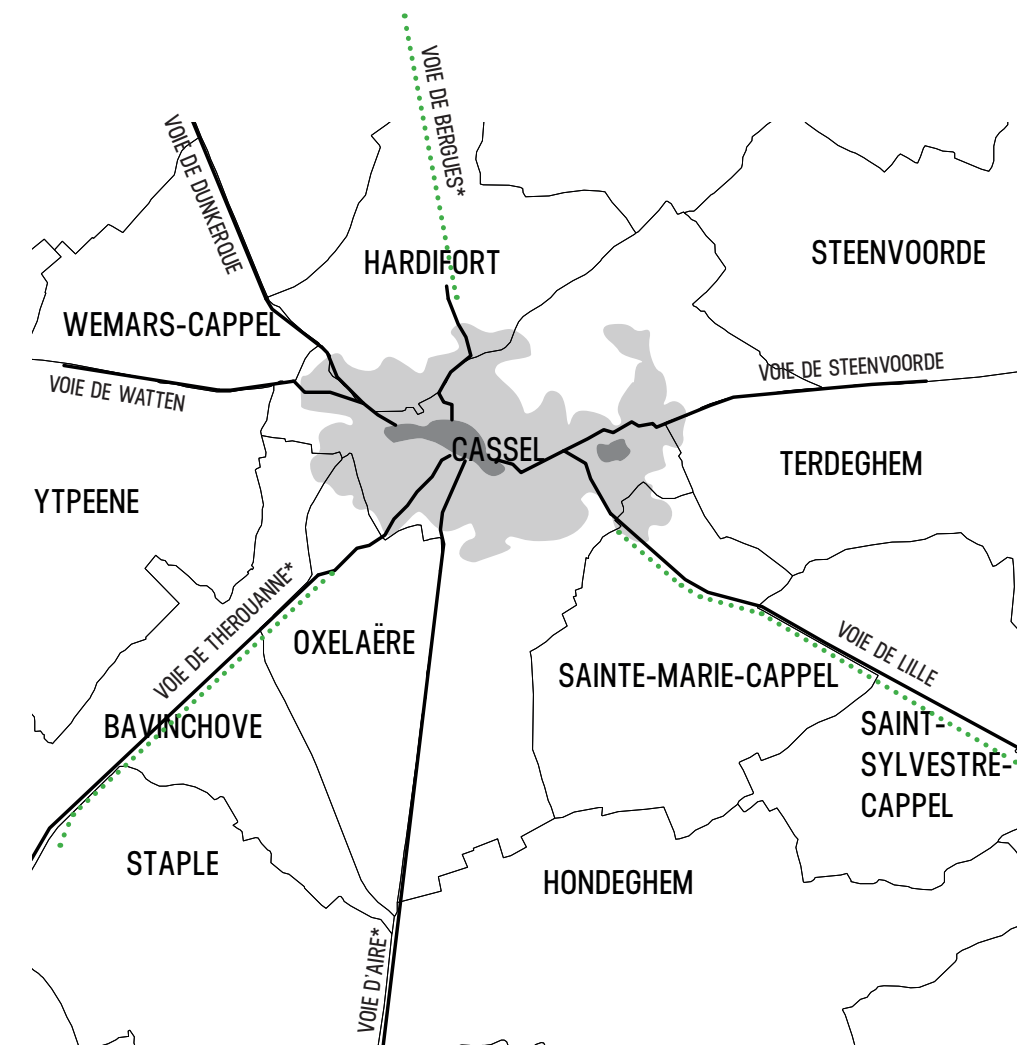 VOIE DE BERGUES*
VOIE DE DUNKERQUE
HARDIFORT
STEENVOORDE
WEMARS-CAPPEL
VOIE DE STEENVOORDE
VOIE DE WATTEN
CASSEL
TERDEGHEM
YTPEENE
VOIE DE THEROUANNE*
OXELAËRE
VOIE DE LILLE
SAINTE-MARIE-CAPPEL
BAVINCHOVE
SAINT-
SYLVESTRE-
CAPPEL
STAPLE
HONDEGHEM
VOIE D'AIRE*